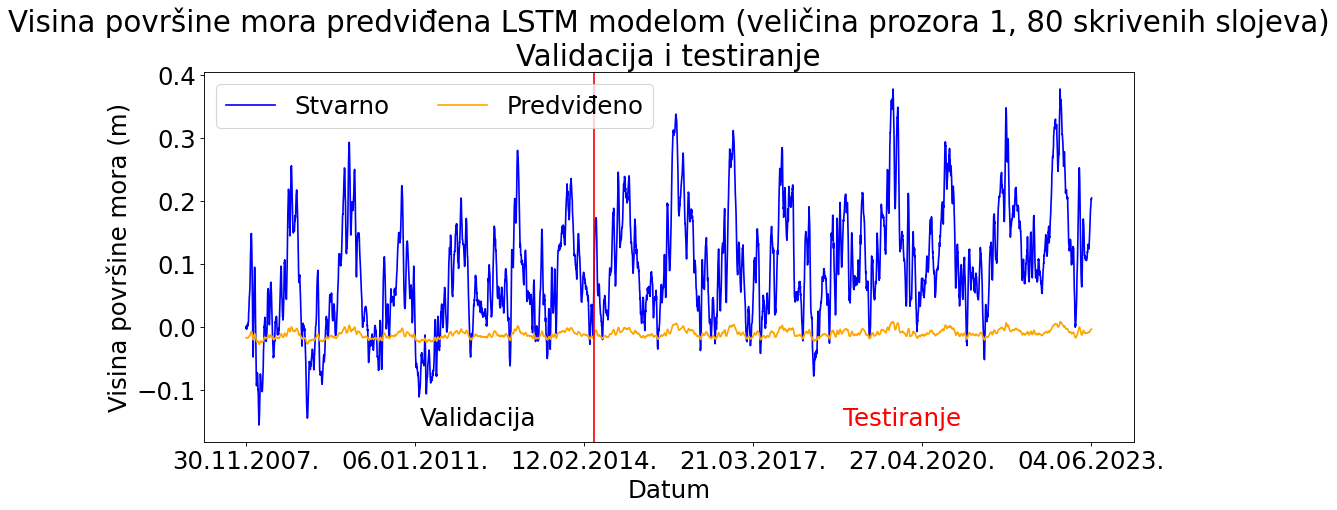 Visina površine mora predviđena LSTM modelom (veličina prozora 1, 80 skrivenih slojeva)
Validacija i testiranje
Stvarno Predviđeno
Visina površine mora (m)
0.4
0.3
0.2
0.1
0.0
−0.1
Validacija Testiranje
30.11.2007. 06.01.2011. 12.02.2014. 21.03.2017. 27.04.2020. 04.06.2023.
Datum